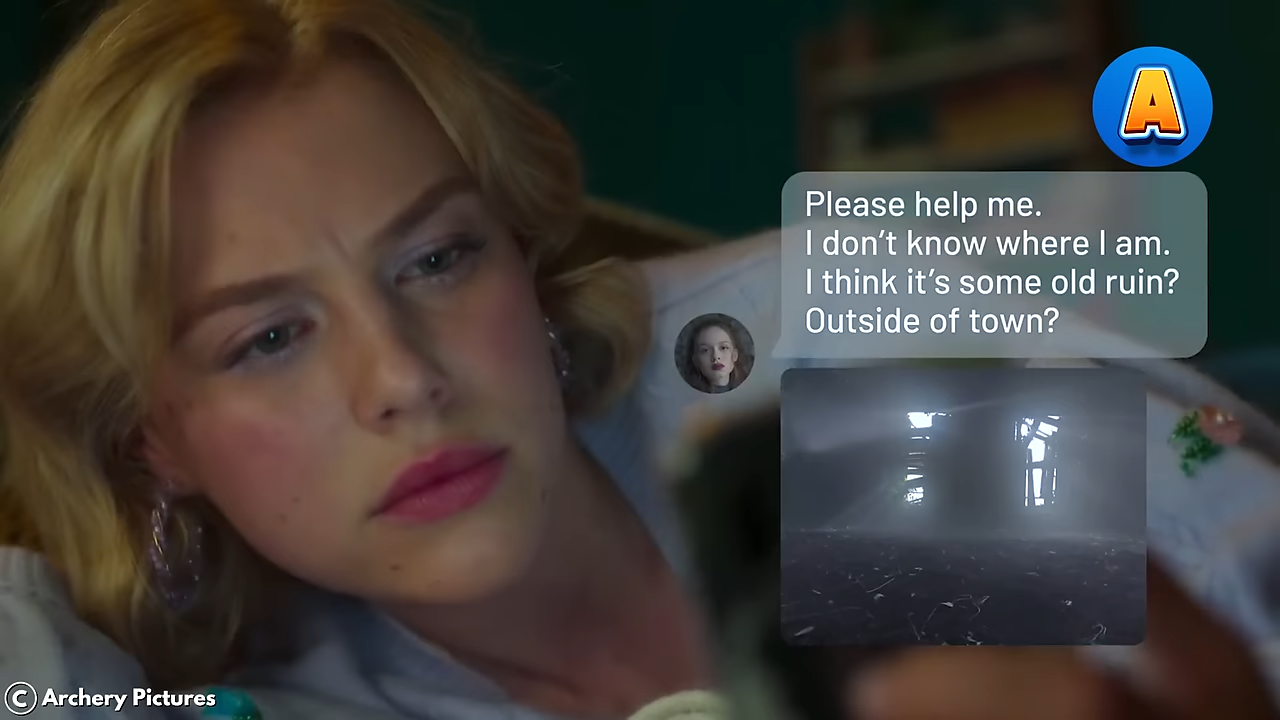 A
Please help me.
I don't know where I am.
I think it's some old ruin?
Outside of town?
© Archery Pictures